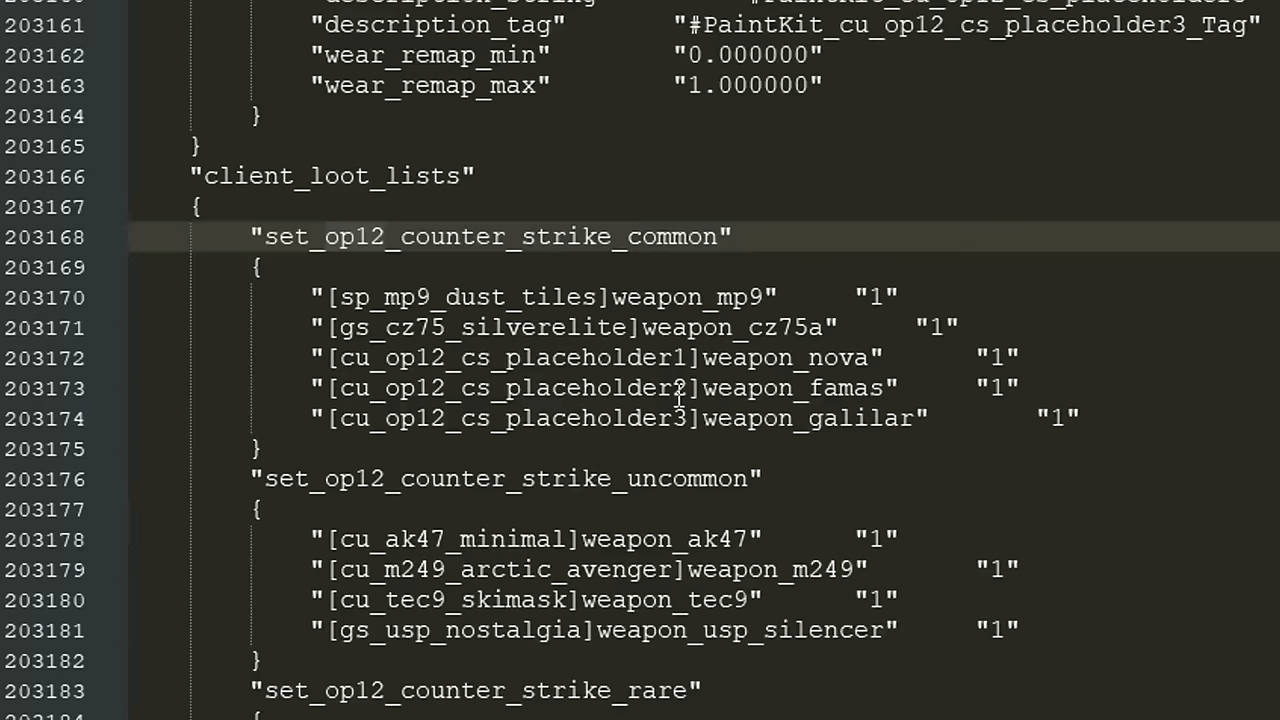 203161 "description_tag" "#PaintKit_cu_op12_cs_placeholder3_Tag"
203162 "wear_remap_min" "0.000000"
203163 "wear_remap_max" "1.000000"
203164 }
203165 }
203166 "client_loot_lists"
203167 {
203168 "set_op12_counter_strike_common"
203169 {
203170 "[sp_mp9_dust_tiles]weapon_mp9" "1"
203171 "[gs_cz75_silverelite]weapon_cz75a" "1"
203172 "[cu_op12_cs_placeholder1]weapon_nova" "1"
203173 "[cu_op12_cs_placeholder2]weapon_famas" "1"
203174 "[cu_op12_cs_placeholder3]weapon_galilar" "1"
203175 }
203176 "set_op12_counter_strike_uncommon"
203177 {
203178 "[cu_ak47_minimal]weapon_ak47" "1"
203179 "[cu_m249_arctic_avenger]weapon_m249" "1"
203180 "[cu_tec9_skimask]weapon_tec9" "1"
203181 "[gs_usp_nostalgia]weapon_usp_silencer" "1"
203182 }
203183 "set_op12_counter_strike_rare"